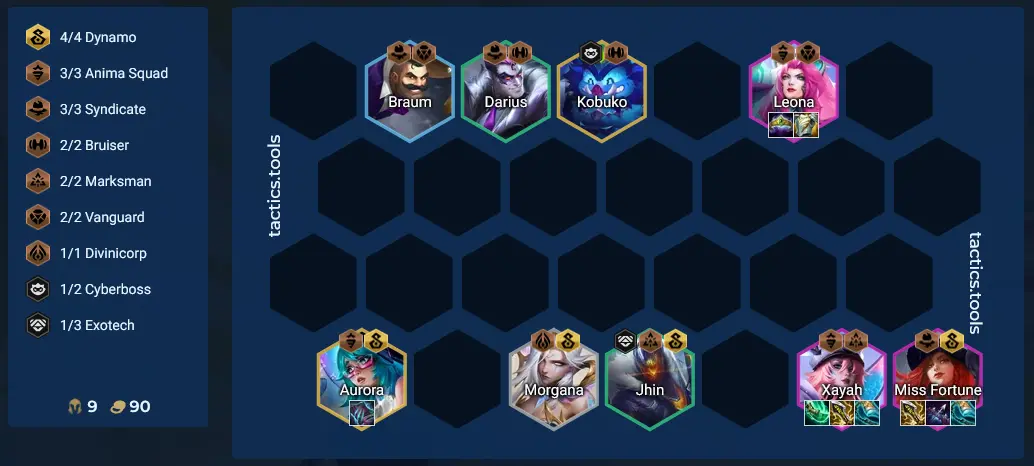 4/4 Dynamo
3/3 Anima Squad
3/3 Syndicate
2/2 Bruiser
2/2 Marksman
2/2 Vanguard
1/1 Divinicorp
1/2 Cyberboss
1/3 Exotech
9 90
Braum
Darius
Kobuko
Leona
tactics.tools
tactics.tools
Aurora
Morgana
Jhin
Xayah
Miss Fortune